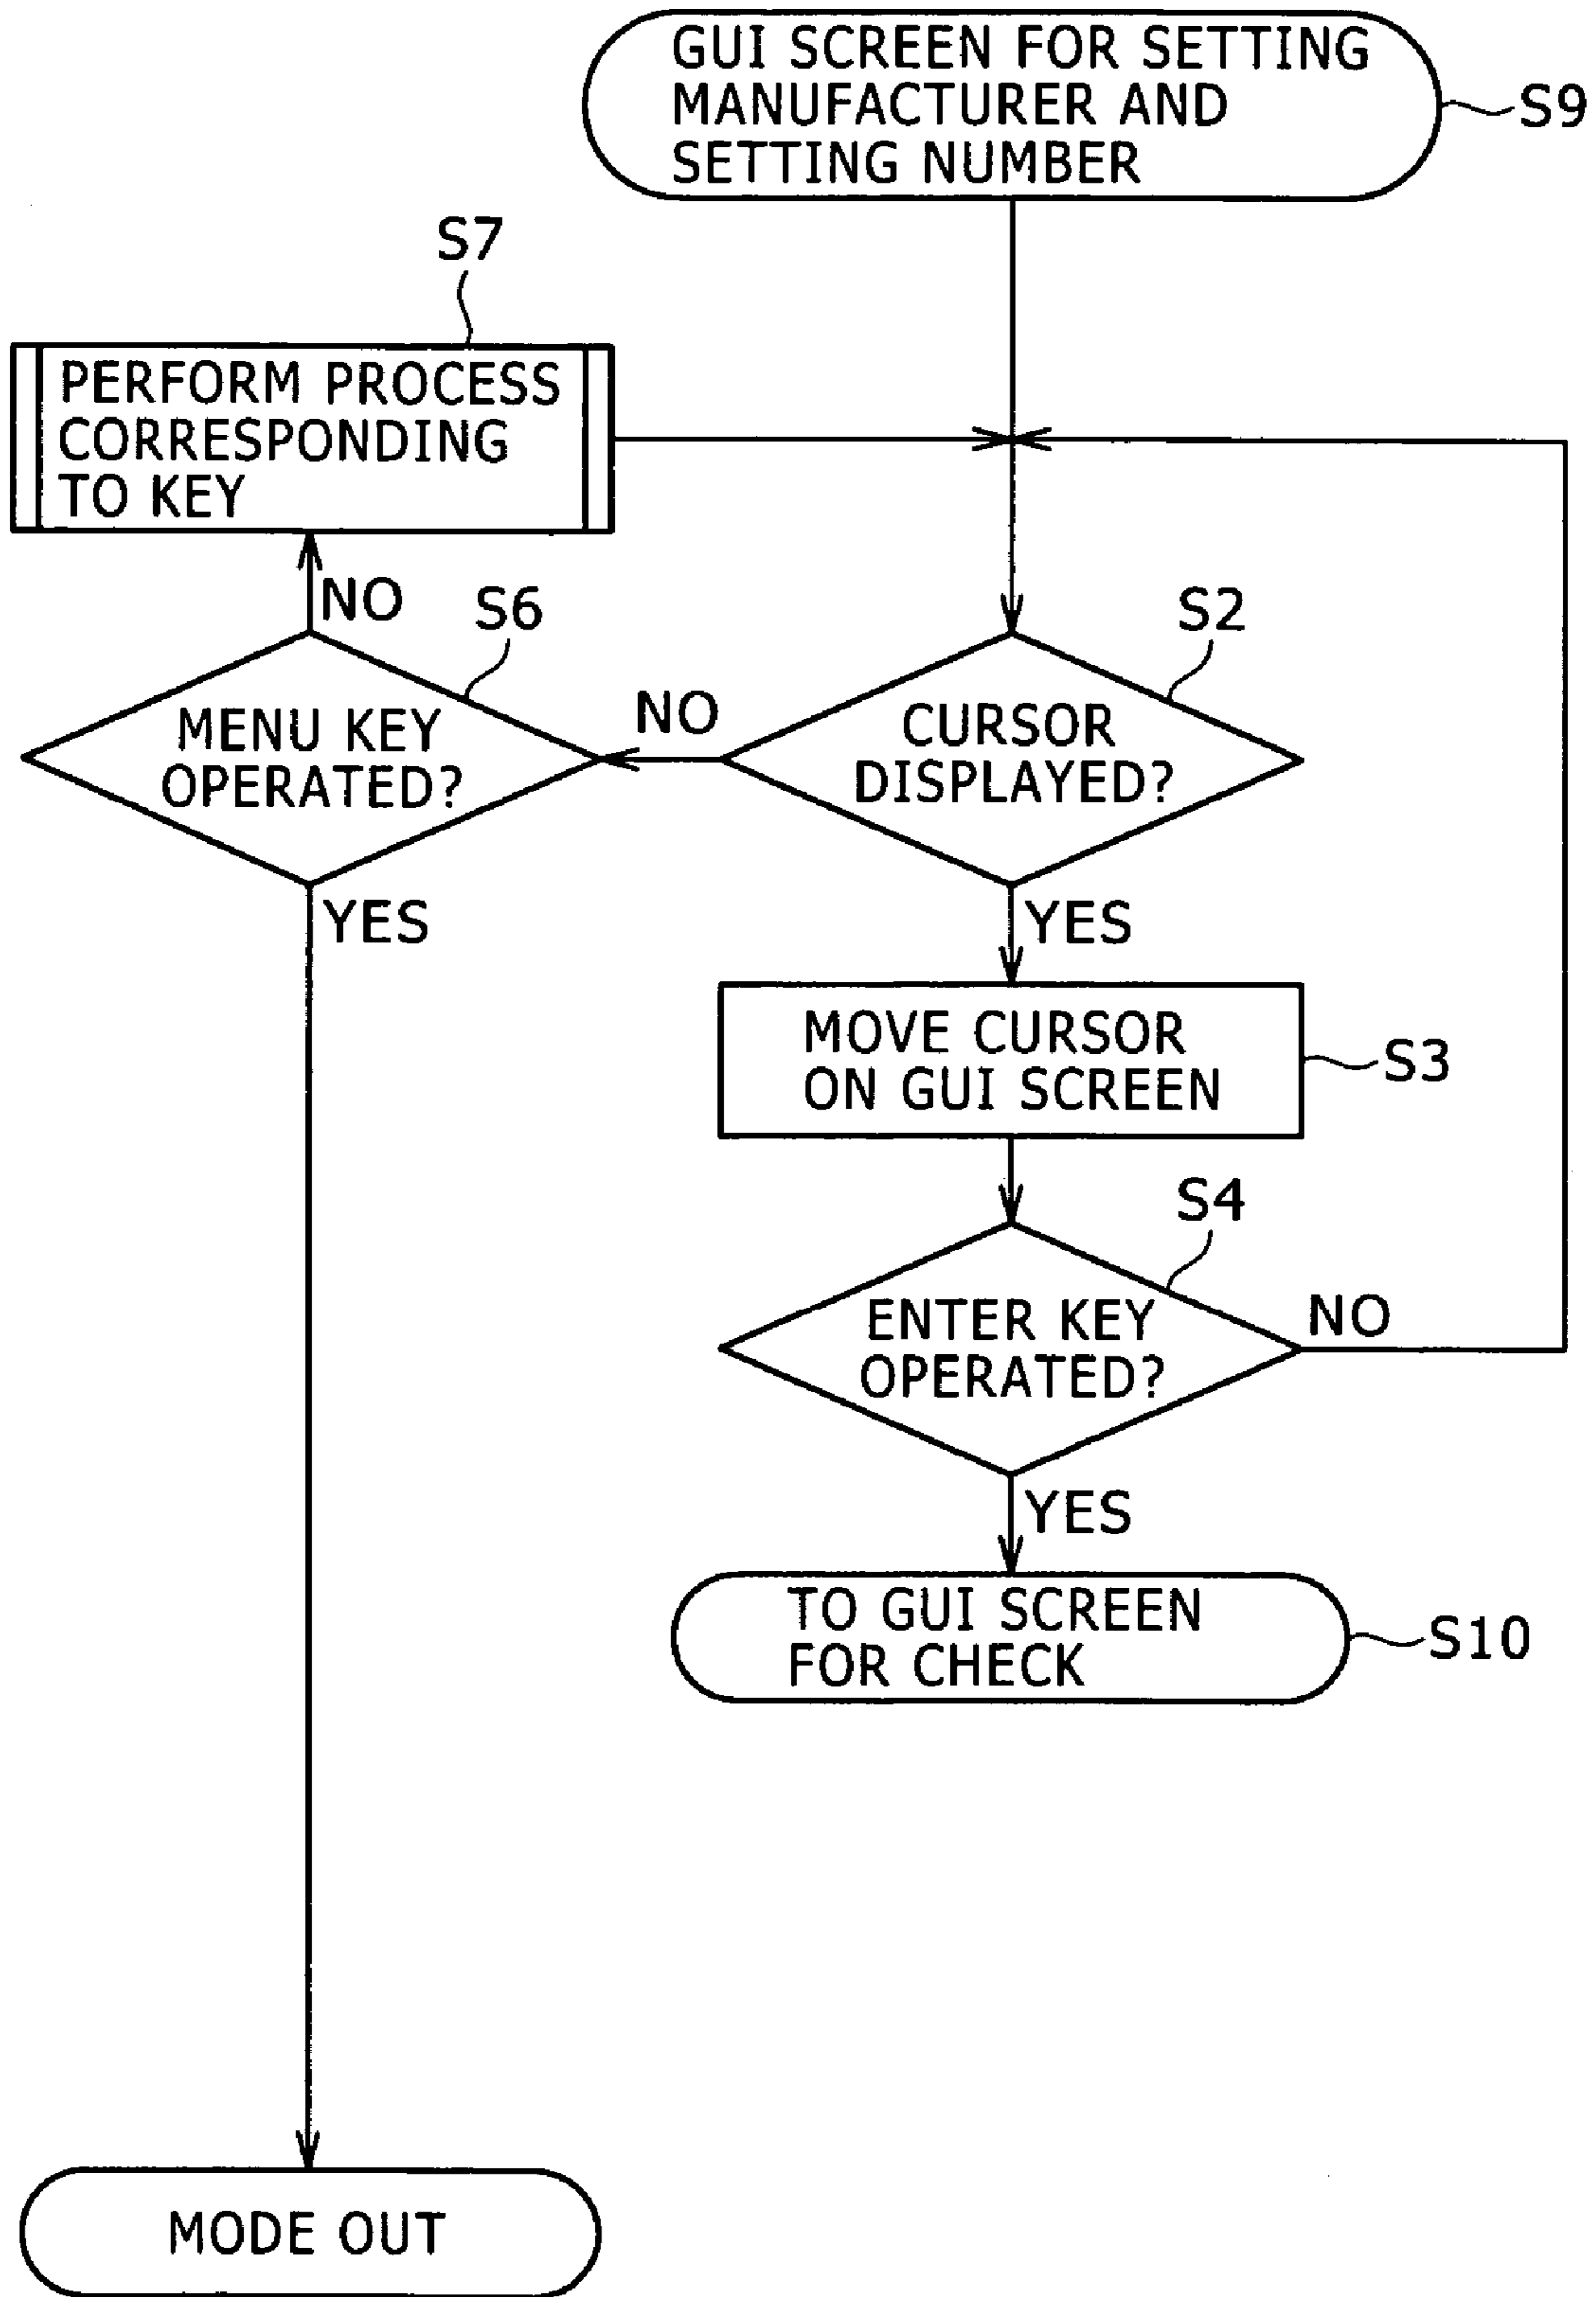 GUI SCREEN FOR SETTING
MANUFACTURER AND
SETTING NUMBER
S9
S7
PERFORM PROCESS
CORRESPONDING
TO KEY
NO
S6
S2
MENU KEY
OPERATED?
NO
CURSOR
DISPLAYED?
YES
YES
MOVE CURSOR
ON GUI SCREEN
S3
S4
ENTER KEY
OPERATED?
NO
YES
TO GUI SCREEN
FOR CHECK
S10
MODE OUT